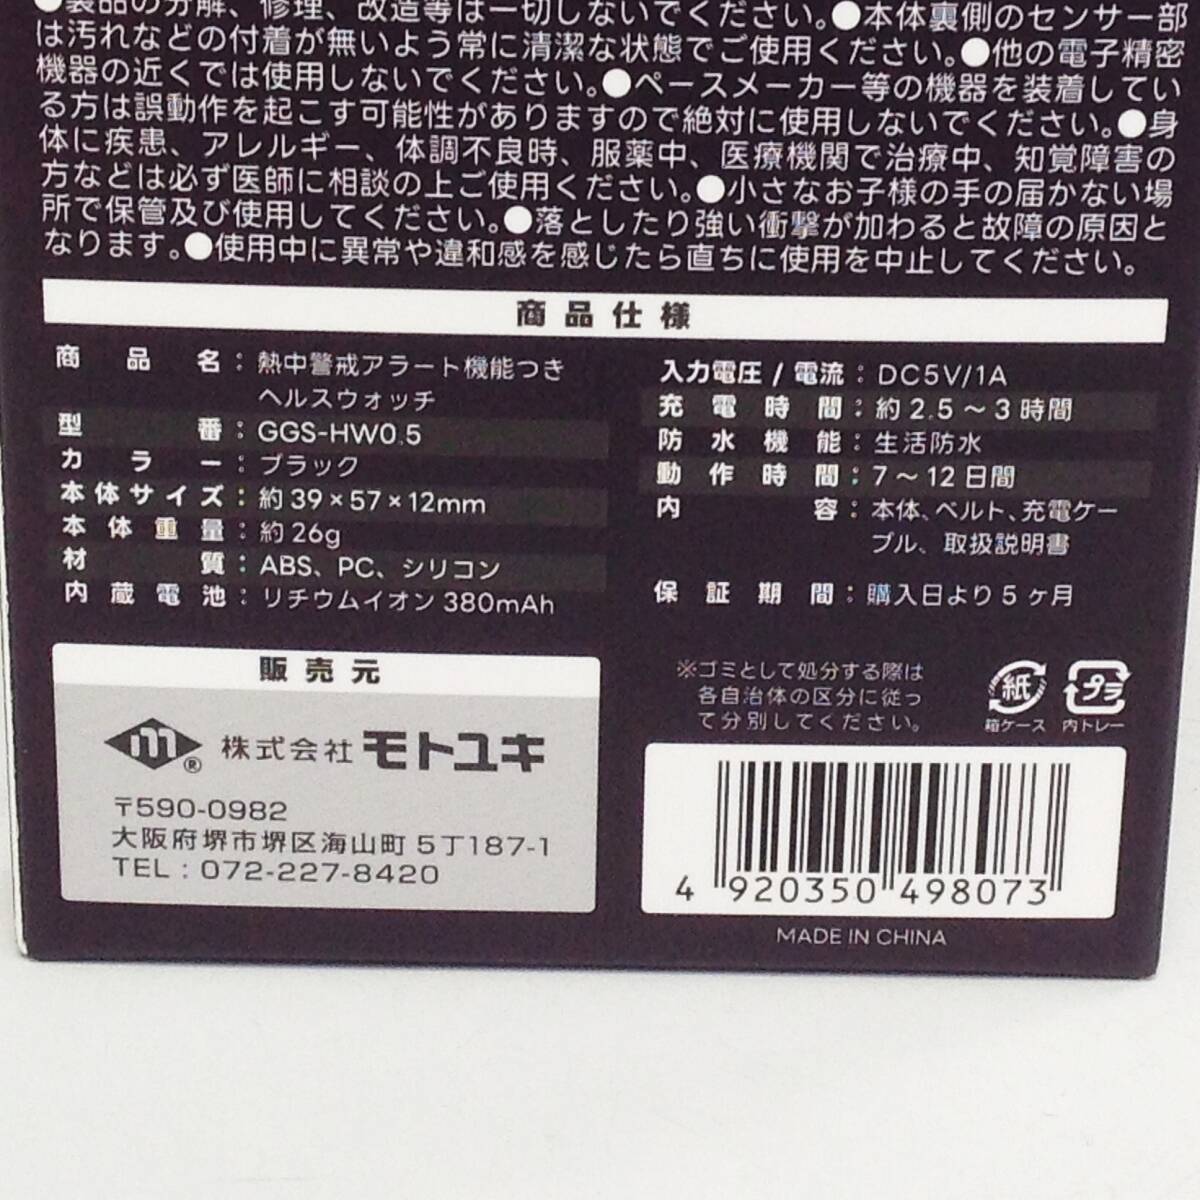 ●製品の分解、修理、改造等は一切しないでください。●本体裏側のセンサー部
は汚れなどの付着が無いよう常に清潔な状態でご使用ください。●他の電子精密
機器の近くでは使用しないでください。●ペースメーカー等の機器を装着してい
る方は誤動作を起こす可能性がありますので絶対に使用しないでください。●身
体に疾患、アレルギー、体調不良時、服薬中、医療機関で治療中、知覚障害の
方などは必ず医師に相談の上ご使用ください。●小さなお子様の手の届かない場
所で保管及び使用してください。●落としたり強い衝撃が加わると故障の原因と
なります。●使用中に異常や違和感を感じたら直ちに使用を中止してください。
商品仕様
商品名：熱中警戒アラート機能つき
ヘルスウォッチ
型番：GGS-HW0.5
カラー：ブラック
本体サイズ：約39×57×12mm
本体重量：約26g
材質：ABS、PC、シリコン
内蔵電池：リチウムイオン380mAh
入力電圧/電流：DC5V/1A
充電時間：約2.5～3時間
防水機能：生活防水
動作時間：7～12日間
内容：本体、ベルト、充電ケー
ブル、取扱説明書
保証期間：購入日より5ヶ月
販売元
m® 株式会社モトユキ
〒590-0982
大阪府堺市堺区海山町5丁187-1
TEL：072-227-8420
※ゴミとして処分する際は
各自治体の区分に従っ
て分別してください。
紙 プラ
箱ケース 内トレー
4 920350 498073
MADE IN CHINA